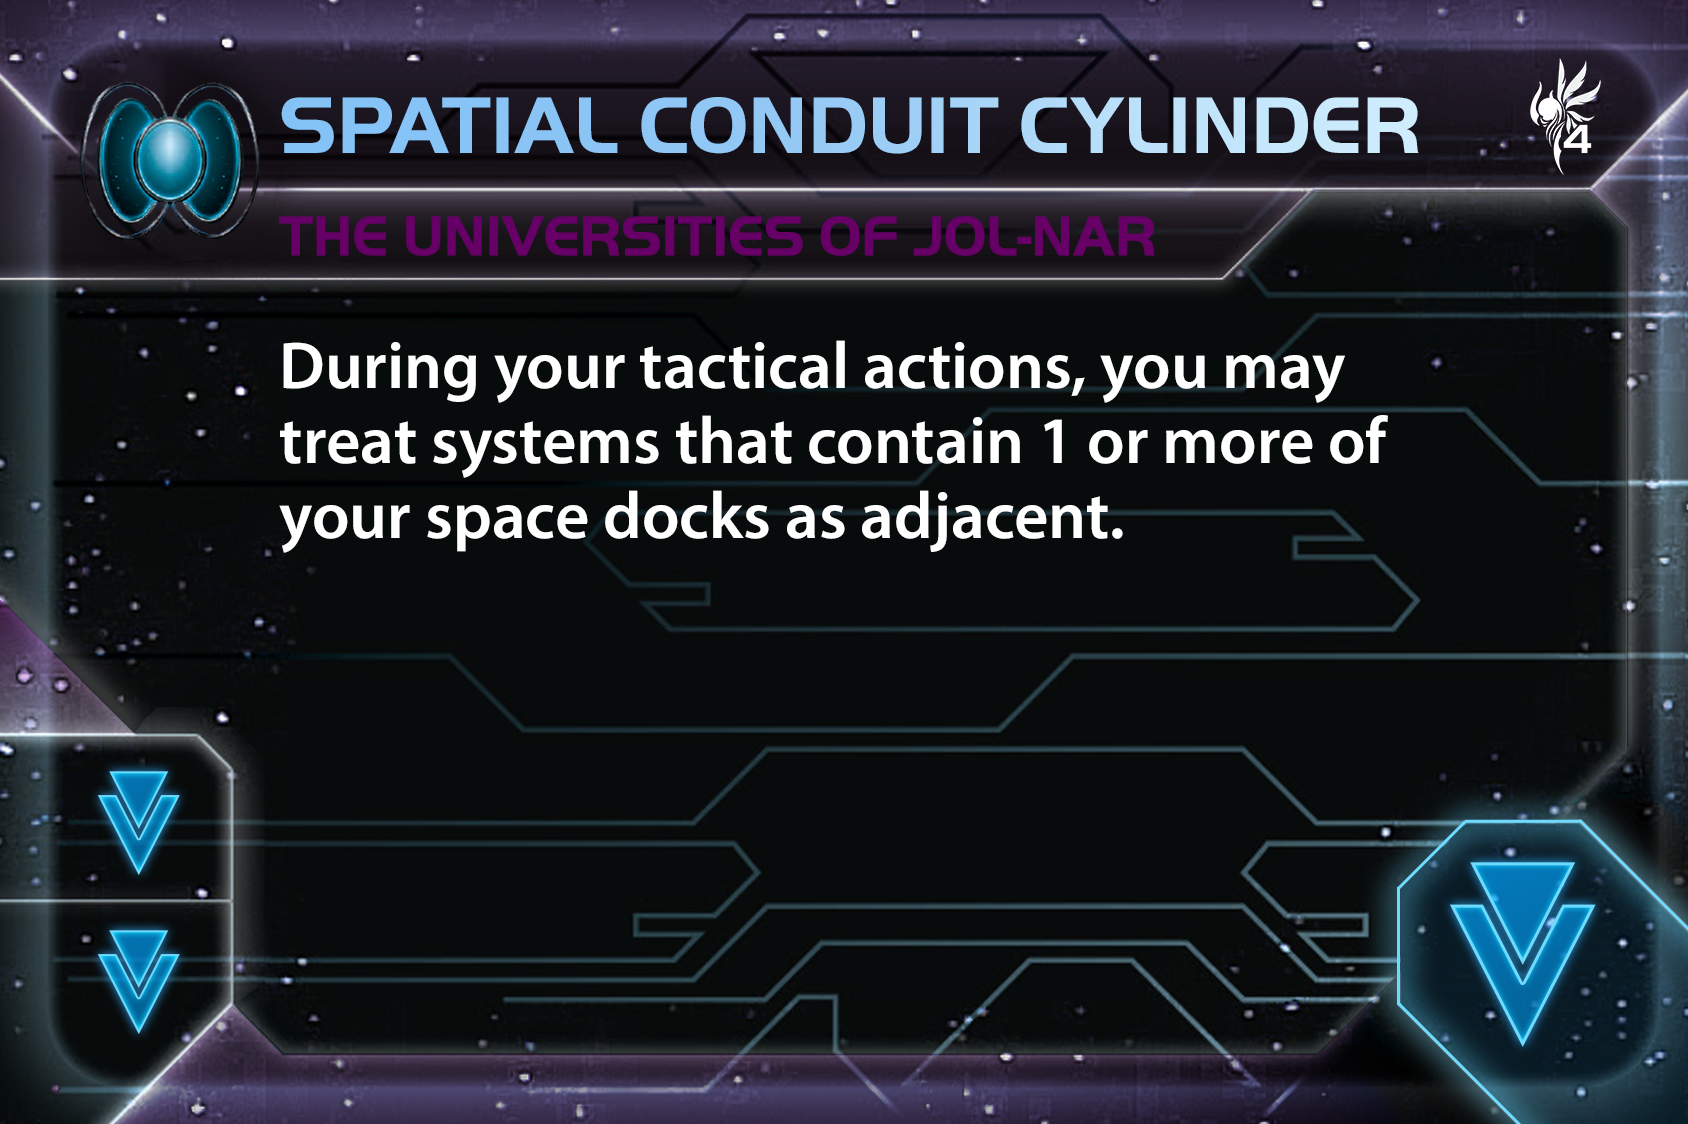 SPATIAL CONDUIT CYLINDER
4
THE UNIVERSITIES OF JOL-NAR
During your tactical actions, you may
treat systems that contain 1 or more of
your space docks as adjacent.